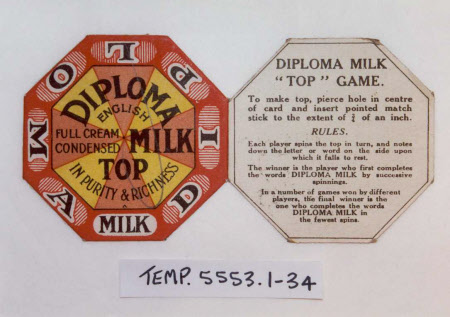 D
I
P
L
O
M
A
MILK
DIPLOMA
ENGLISH
FULL CREAM
CONDENSED
MILK
TOP
IN PURITY & RICHNESS
DIPLOMA MILK
"TOP" GAME.
To make top, pierce hole in centre
of card and insert pointed match
stick to the extent of ¾ of an inch.
RULES.
Each player spins the top in turn, and notes
down the letter or word on the side upon
which it falls to rest.
The winner is the player who first completes
the words DIPLOMA MILK by successive
spinnings.
In a number of games won by different
players, the final winner is the
one who completes the words
DIPLOMA MILK in
the fewest spins.
TEMP. 5553.1-34